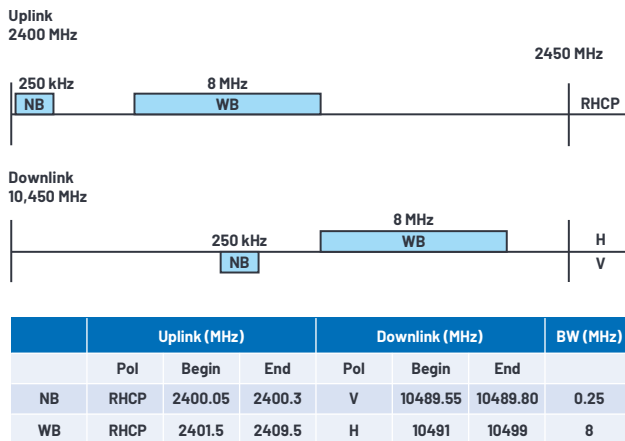 Uplink
2400 MHz
2450 MHz
250 kHz 8 MHz
NB WB RHCP
Downlink
10,450 MHz
8 MHz
250 kHz WB H
NB V
Uplink (MHz) Downlink (MHz) BW (MHz)
Pol Begin End Pol Begin End
NB RHCP 2400.05 2400.3 V 10489.55 10489.80 0.25
WB RHCP 2401.5 2409.5 H 10491 10499 8